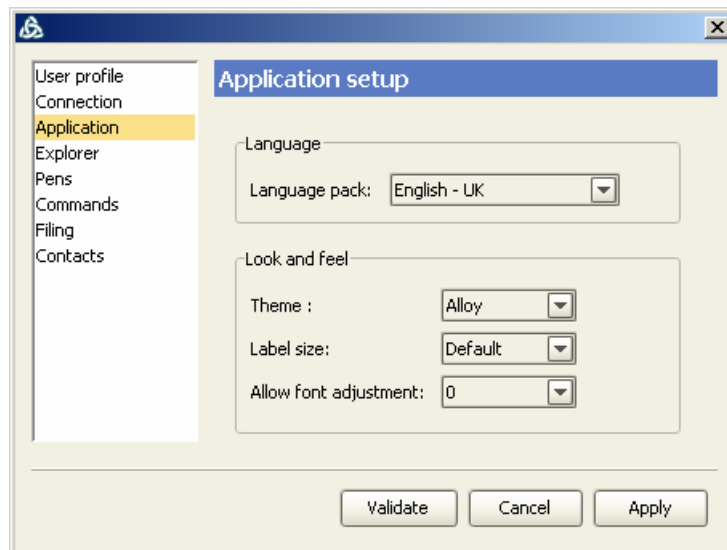 User profile
Connection
Application
Explorer
Pens
Commands
Filing
Contacts
Application setup
Language
Language pack: English - UK
Look and feel
Theme : Alloy
Label size: Default
Allow font adjustment: 0
Validate Cancel Apply